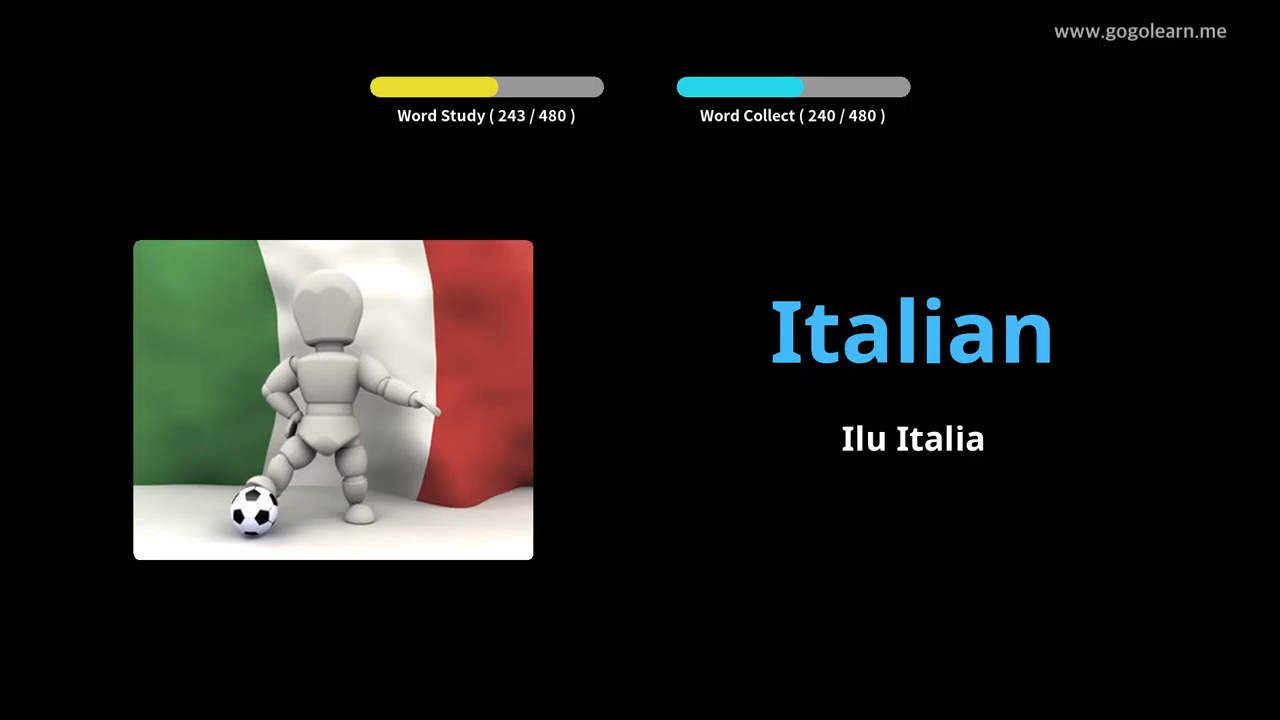 www.gogolearn.me
Word Study ( 243 / 480 )
Word Collect ( 240 / 480 )
Italian
Ilu Italia